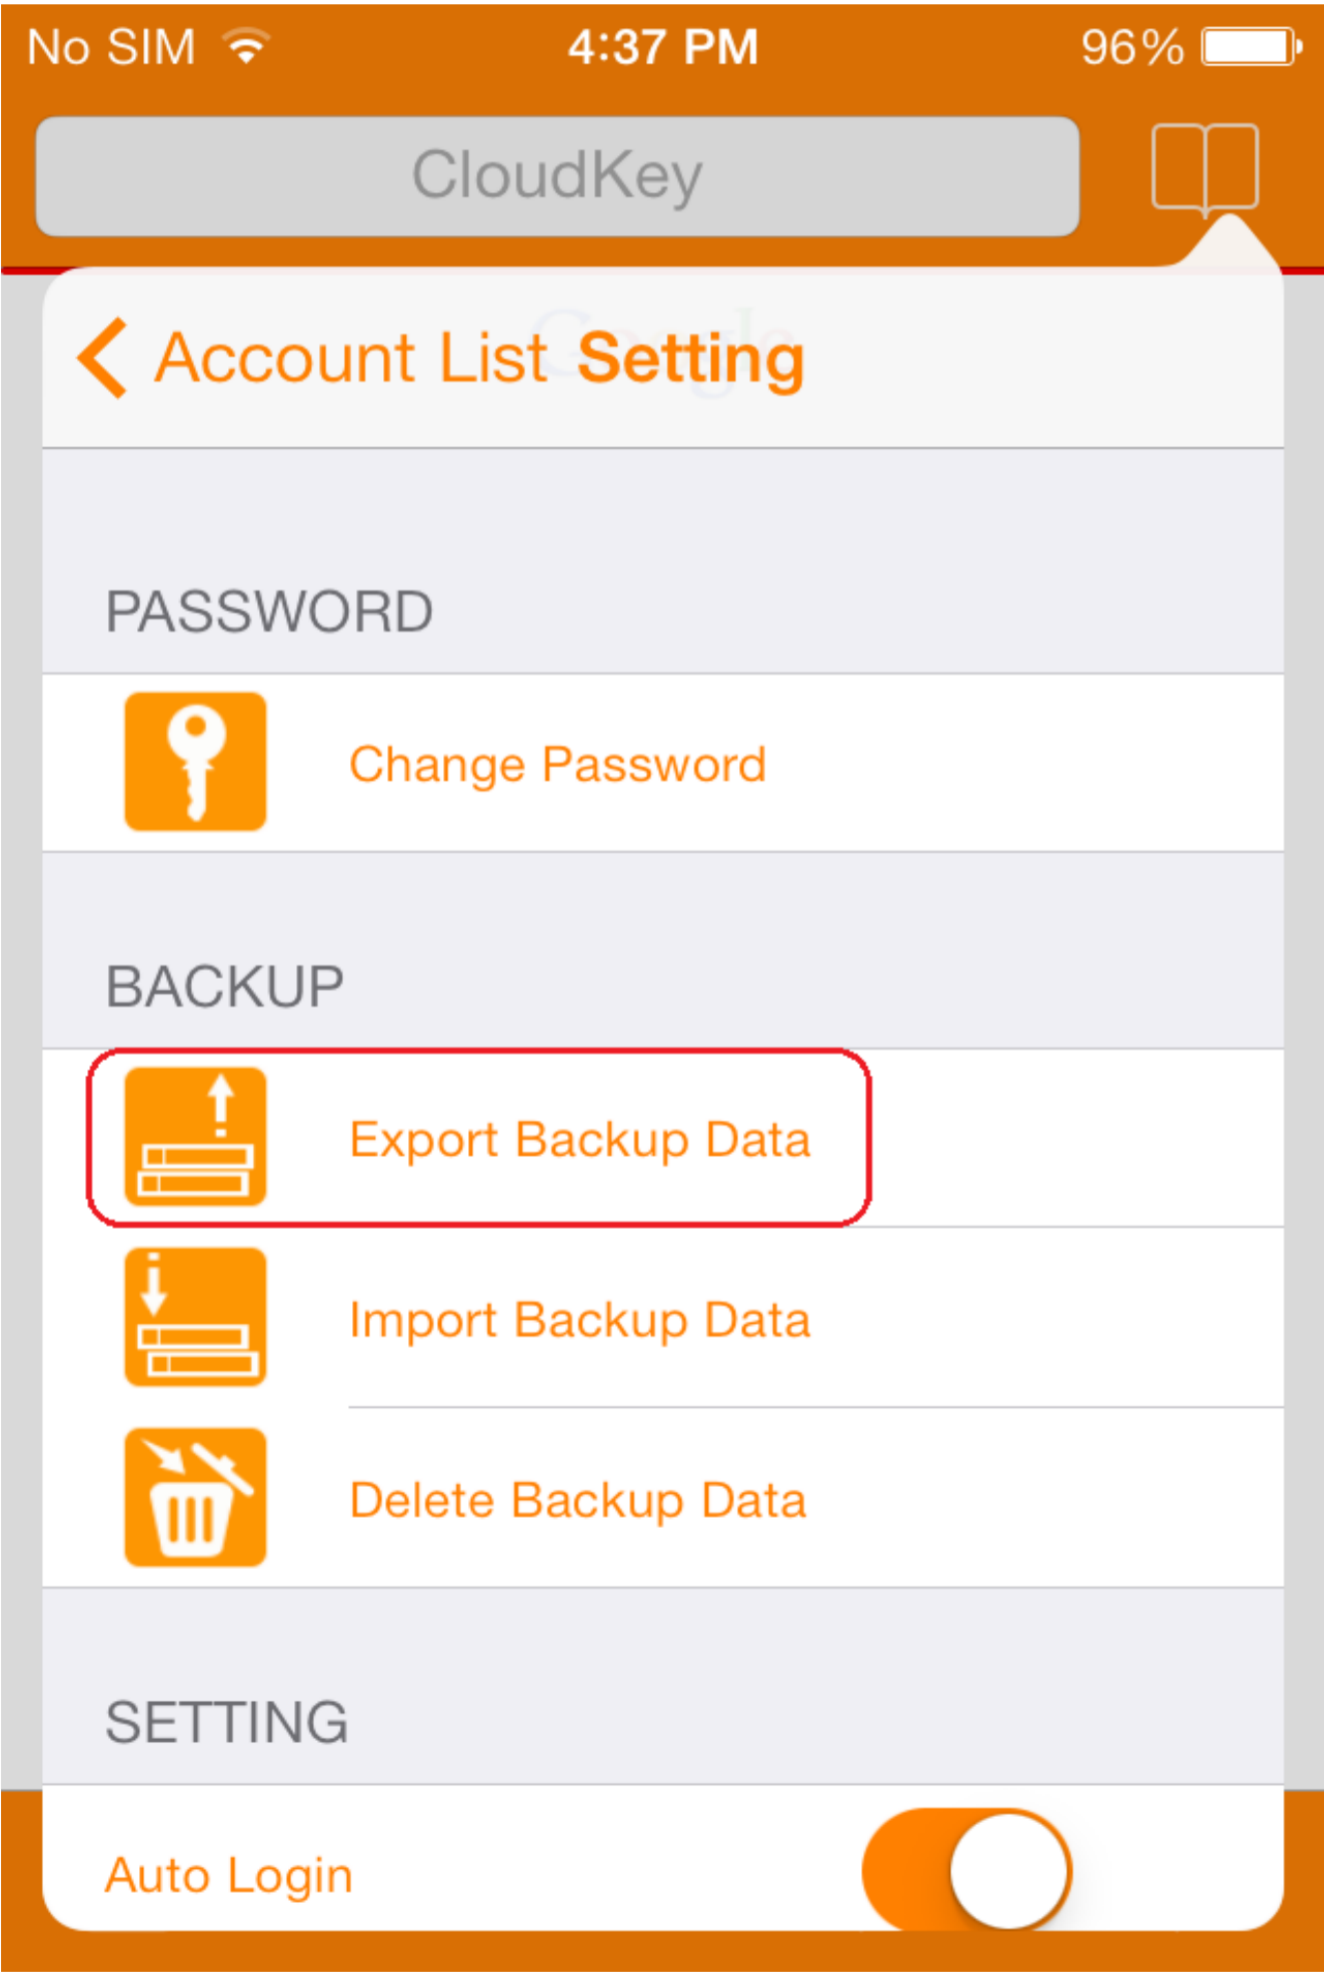 No SIM 4:37 PM 96%
CloudKey
Google
Account List Setting
PASSWORD
Change Password
BACKUP
Export Backup Data
Import Backup Data
Delete Backup Data
SETTING
Auto Login